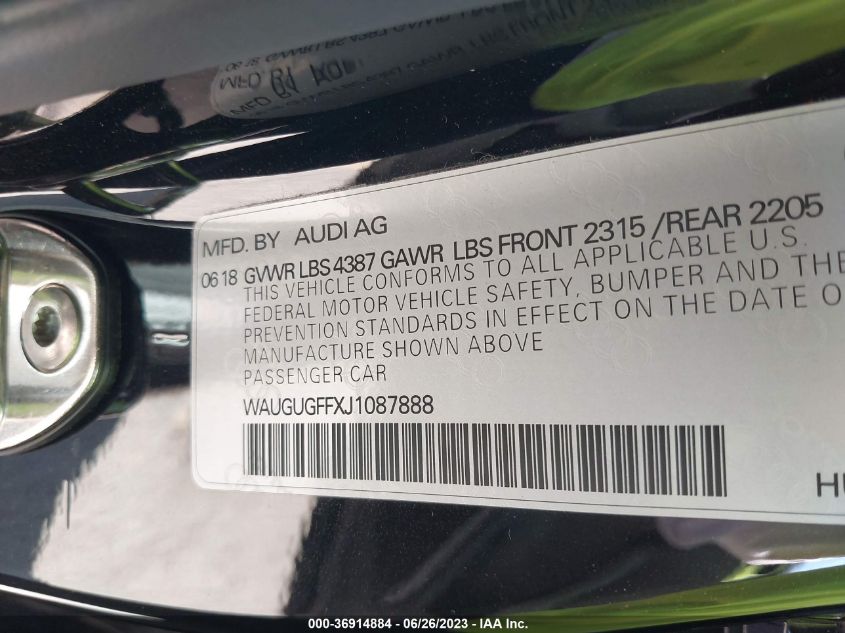 MFD. BY AUDI AG
06 18 GVWR LBS 4387 GAWR LBS FRONT 2315 /REAR 2205
THIS VEHICLE CONFORMS TO ALL APPLICABLE U.S.
FEDERAL MOTOR VEHICLE SAFETY, BUMPER AND THE
PREVENTION STANDARDS IN EFFECT ON THE DATE O
MANUFACTURE SHOWN ABOVE
PASSENGER CAR
WAUGUGFFXJ1087888
HU
000-36914884 / 06/26/2023 - IAA Inc.